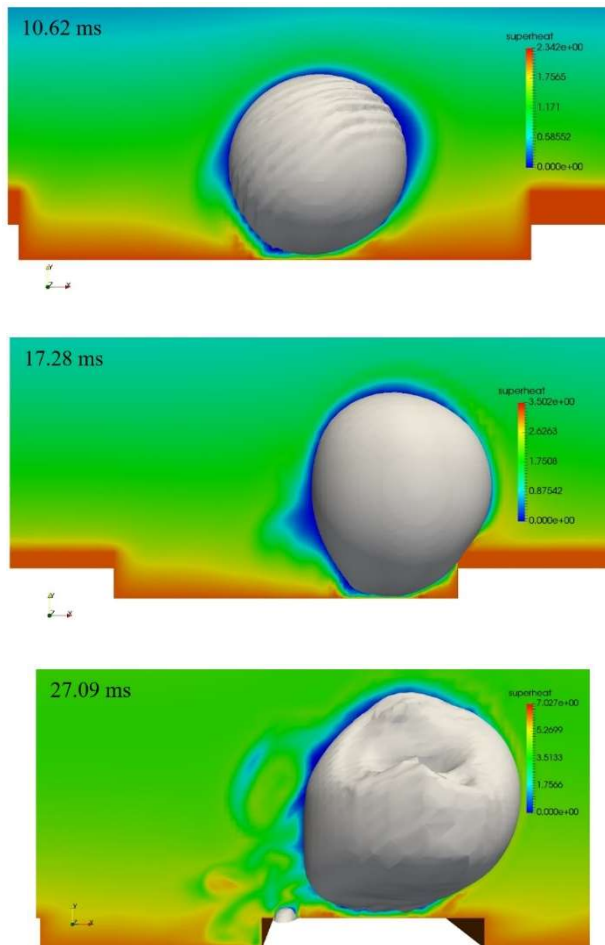 10.62 ms
superheat
2.342e+00
1.7565
1.171
0.58552
0.000e+00
Y
Z X
17.28 ms
superheat
3.502e+00
2.6263
1.7508
0.87542
0.000e+00
Y
Z X
27.09 ms
superheat
7.027e+00
5.2699
3.5133
1.7566
0.000e+00
Y
Z X